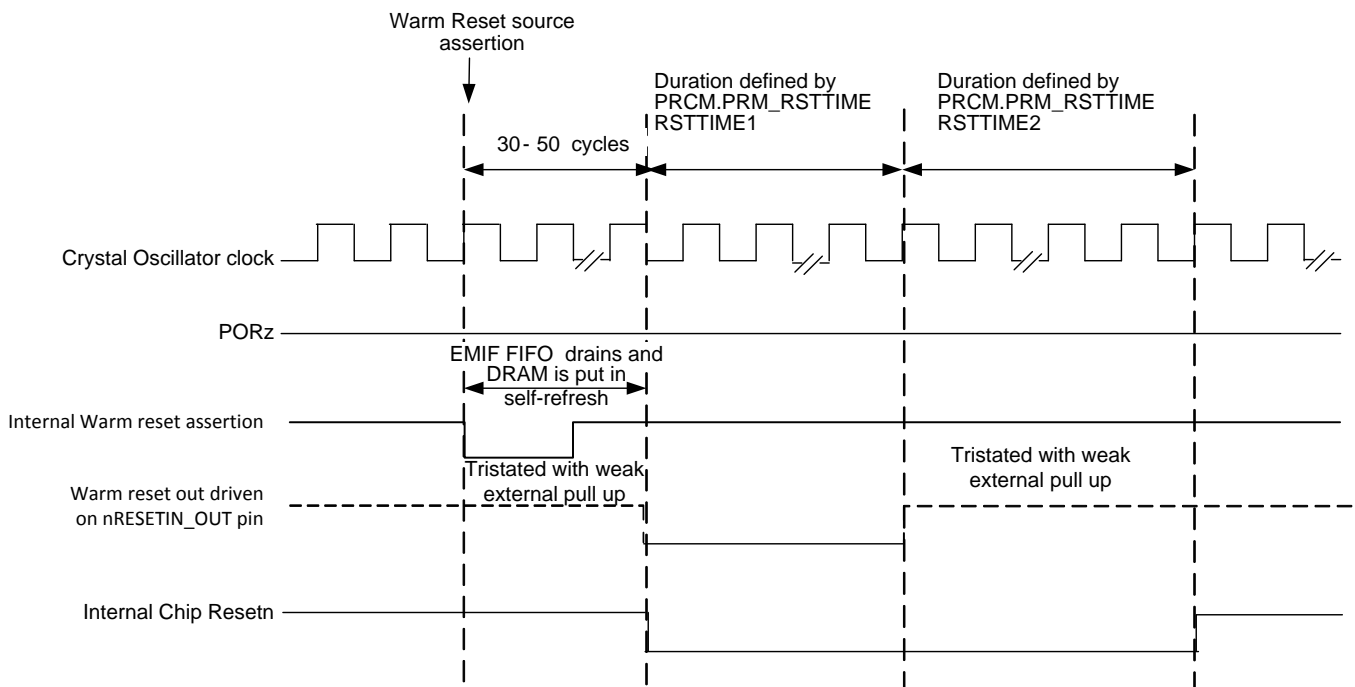 Warm Reset source
assertion
Duration defined by
PRCM.PRM_RSTTIME
RSTTIME1
Duration defined by
PRCM.PRM_RSTTIME
RSTTIME2
30- 50 cycles
Crystal Oscillator clock
PORz
EMIF FIFO drains and
DRAM is put in
self-refresh
Internal Warm reset assertion
Tristated with weak
external pull up
Tristated with weak
external pull up
Warm reset out driven
on nRESETIN_OUT pin
Internal Chip Resetn